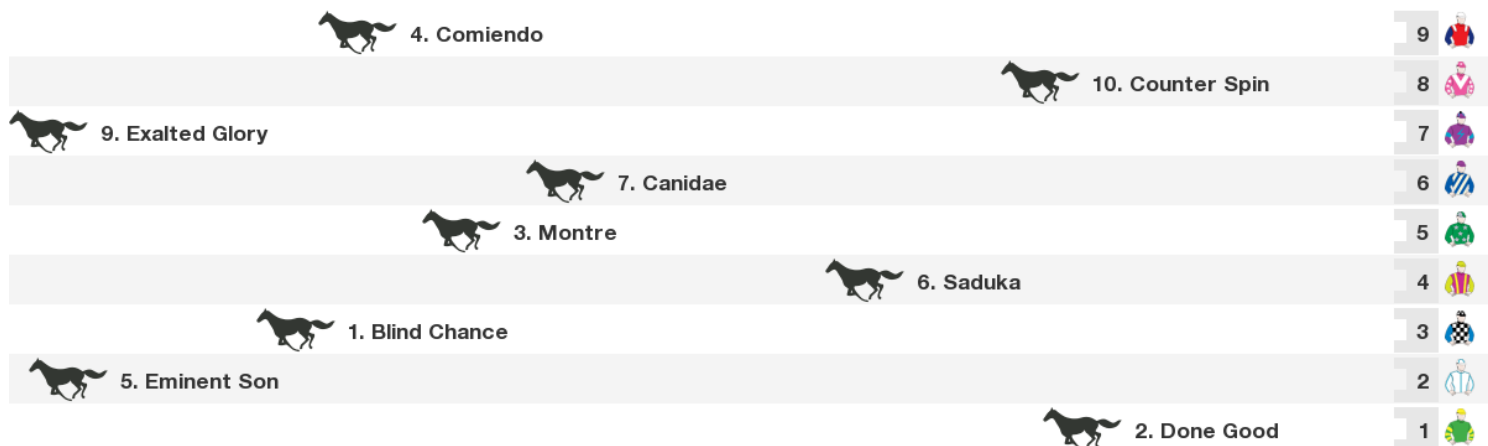 4. Comiendo 9
10. Counter Spin 8
9. Exalted Glory 7
7. Canidae 6
3. Montre 5
6. Saduka 4
1. Blind Chance 3
5. Eminent Son 2
2. Done Good 1